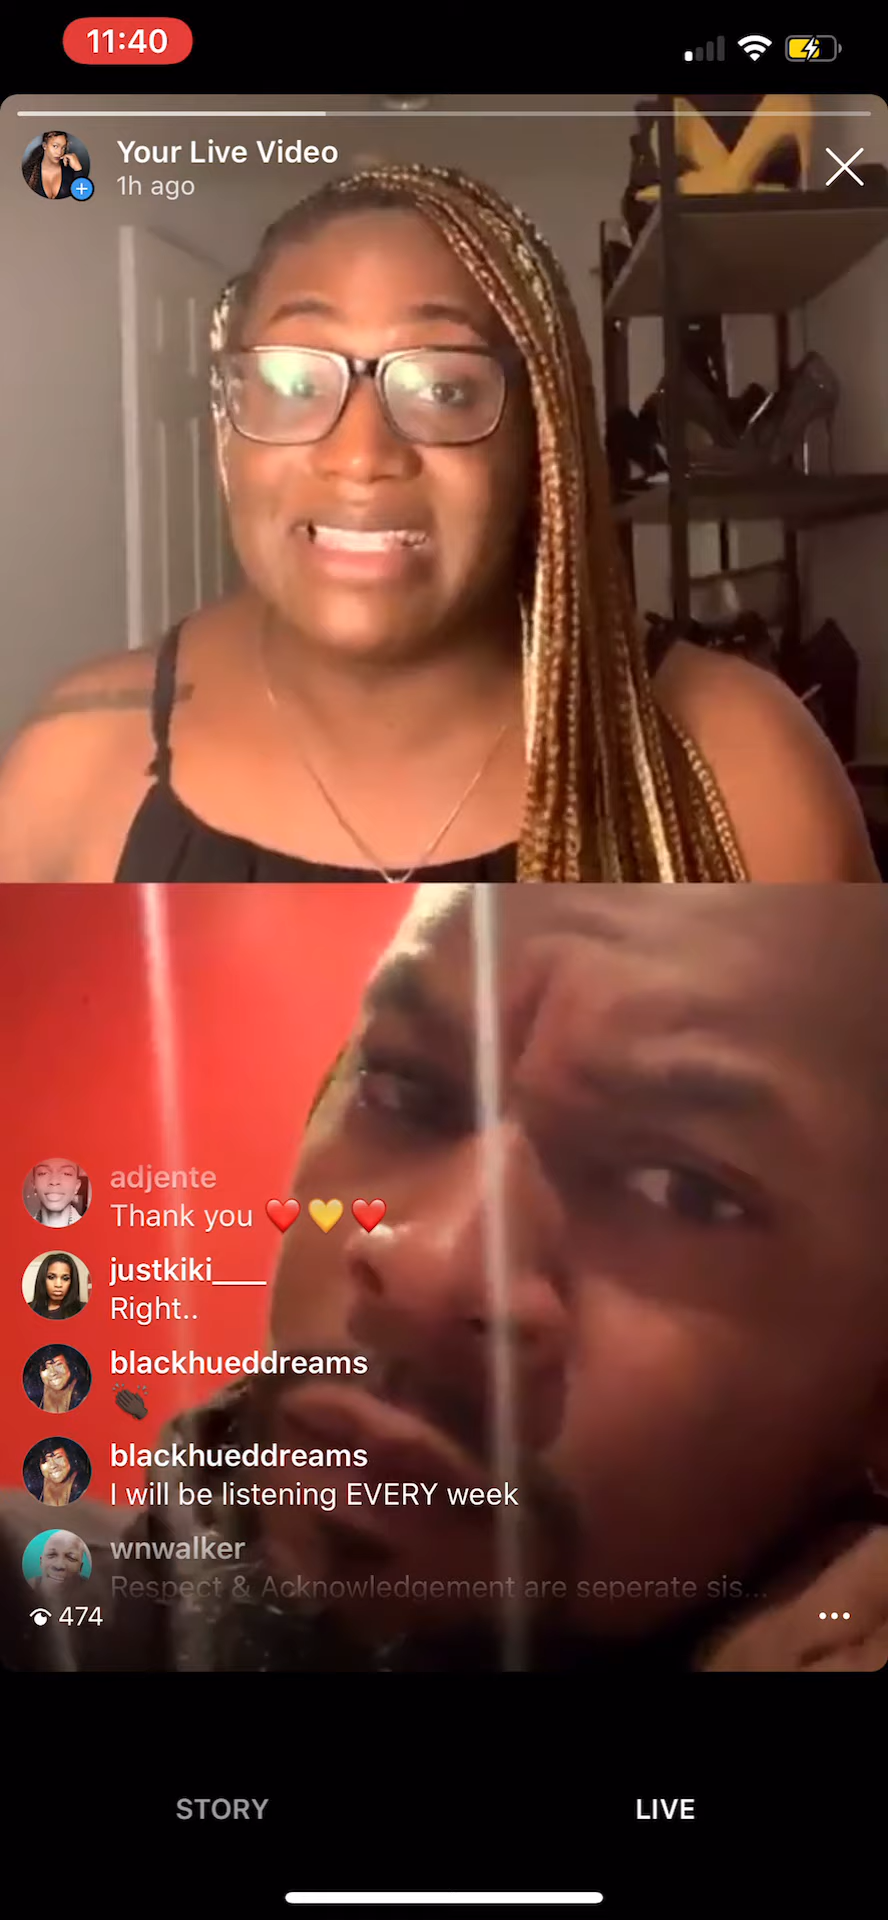 11:40
Your Live Video
1h ago
adjente
Thank you ❤️💛❤️
justkiki___
Right..
blackhueddreams
👏🏿
blackhueddreams
I will be listening EVERY week
wnwalker
Respect & Acknowledgement are seperate sis...
474
STORY
LIVE